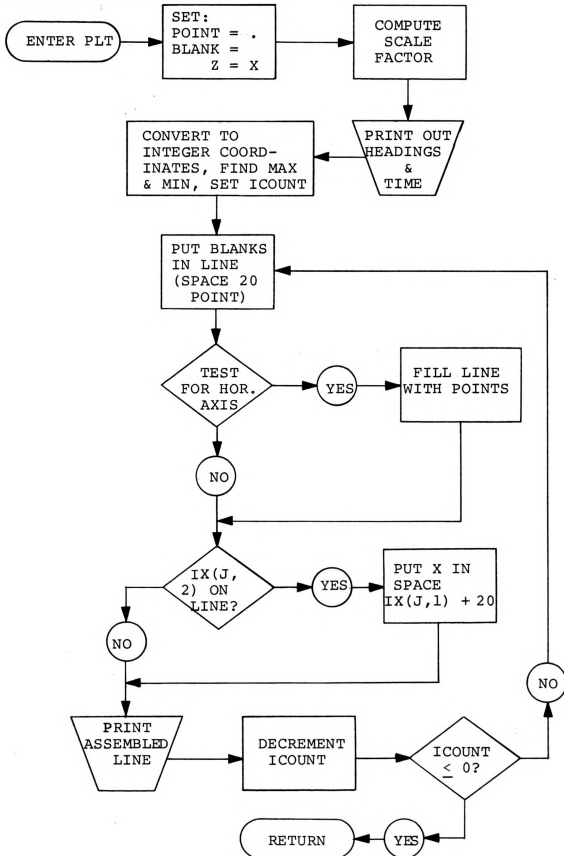 ENTER PLT
SET:
POINT = .
BLANK =
Z = X
COMPUTE
SCALE
FACTOR
PRINT OUT
HEADINGS
&
TIME
CONVERT TO
INTEGER COORD-
INATES, FIND MAX
& MIN, SET ICOUNT
PUT BLANKS
IN LINE
(SPACE 20
POINT)
TEST
FOR HOR.
AXIS
YES
FILL LINE
WITH POINTS
NO
IX(J,
2) ON
LINE?
YES
PUT X IN
SPACE
IX(J,1) + 20
NO
PRINT
ASSEMBLED
LINE
DECREMENT
ICOUNT
ICOUNT
≤ 0?
NO
YES
RETURN